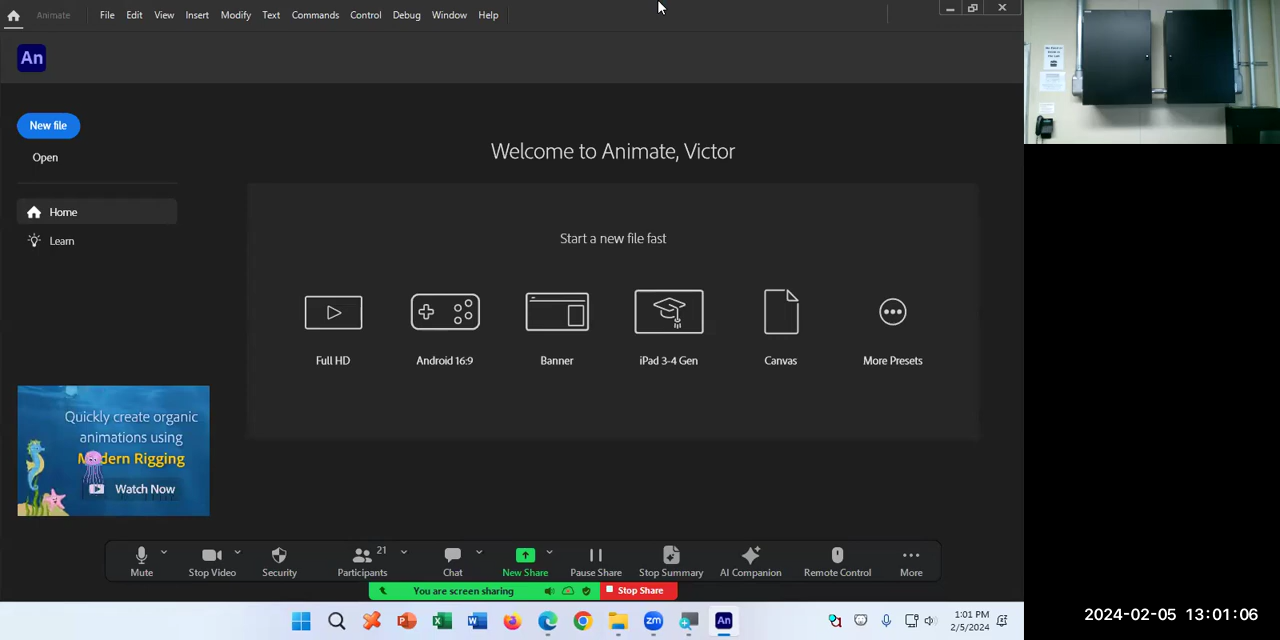 Animate File Edit View Insert Modify Text Commands Control Debug Window Help
An
New file
Open
Home
Learn
Welcome to Animate, Victor
Start a new file fast
Full HD Android 16:9 Banner iPad 3-4 Gen Canvas More Presets
Quickly create organic
animations using
Modern Rigging
Watch Now
21
Mute Stop Video Security Participants Chat New Share Pause Share Stop Summary AI Companion Remote Control More
You are screen sharing Stop Share
zm An
1:01 PM
2/5/2024
2024-02-05 13:01:06